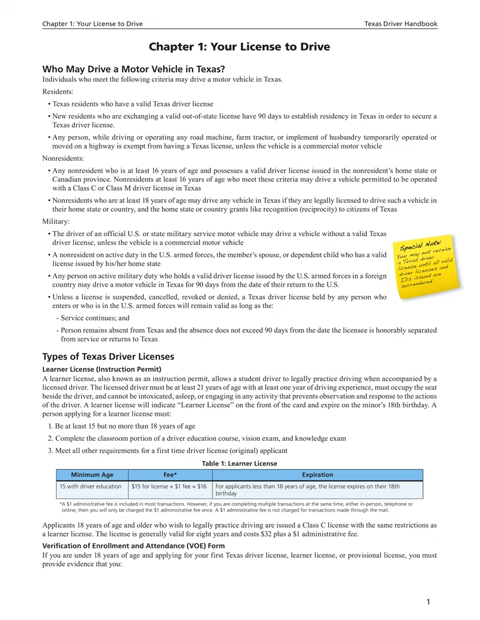 Chapter 1: Your License to Drive
Texas Driver Handbook
Chapter 1: Your License to Drive
Who May Drive a Motor Vehicle in Texas?
Individuals who meet the following criteria may drive a motor vehicle in Texas.
Residents:
• Texas residents who have a valid Texas driver license
• New residents who are exchanging a valid out-of-state license have 90 days to establish residency in Texas in order to secure a
Texas driver license.
• Any person, while driving or operating any road machine, farm tractor, or implement of husbandry temporarily operated or
moved on a highway is exempt from having a Texas license, unless the vehicle is a commercial motor vehicle
Nonresidents:
• Any nonresident who is at least 16 years of age and possesses a valid driver license issued in the nonresident's home state or
Canadian province. Nonresidents at least 16 years of age who meet these criteria may drive a vehicle permitted to be operated
with a Class C or Class M driver license in Texas
• Nonresidents who are at least 18 years of age may drive any vehicle in Texas if they are legally licensed to drive such a vehicle in
their home state or country, and the home state or country grants like recognition (reciprocity) to citizens of Texas
Military:
• The driver of an official U.S. or state military service motor vehicle may drive a vehicle without a valid Texas
driver license, unless the vehicle is a commercial motor vehicle
• A nonresident on active duty in the U.S. armed forces, the member's spouse, or dependent child who has a valid
license issued by his/her home state
• Any person on active military duty who holds a valid driver license issued by the U.S. armed forces in a foreign
country may drive a motor vehicle in Texas for 90 days from the date of their return to the U.S.
• Unless a license is suspended, cancelled, revoked or denied, a Texas driver license held by any person who
enters or who is in the U.S. armed forces will remain valid as long as the:
- Service continues; and
- Person remains absent from Texas and the absence does not exceed 90 days from the date the licensee is honorably separated
from service or returns to Texas
Special Note:
You may not receive
a Texas driver
license until all valid
driver licenses and
IDs issued are
surrendered.
Types of Texas Driver Licenses
Learner License (Instruction Permit)
A learner license, also known as an instruction permit, allows a student driver to legally practice driving when accompanied by a
licensed driver. The licensed driver must be at least 21 years of age with at least one year of driving experience, must occupy the seat
beside the driver, and cannot be intoxicated, asleep, or engaging in any activity that prevents observation and response to the actions
of the driver. A learner license will indicate “Learner License” on the front of the card and expire on the minor's 18th birthday. A
person applying for a learner license must:
1. Be at least 15 but no more than 18 years of age
2. Complete the classroom portion of a driver education course, vision exam, and knowledge exam
3. Meet all other requirements for a first time driver license (original) applicant
Table 1: Learner License
Minimum Age Fee* Expiration
15 with driver education $15 for license + $1 fee = $16 For applicants less than 18 years of age, the license expires on their 18th
birthday
*A $1 administrative fee is included in most transactions. However, if you are completing multiple transactions at the same time, either in-person, telephone or
online, then you will only be charged the $1 administrative fee once. A $1 administrative fee is not charged for transactions made through the mail.
Applicants 18 years of age and older who wish to legally practice driving are issued a Class C license with the same restrictions as
a learner license. The license is generally valid for eight years and costs $32 plus a $1 administrative fee.
Verification of Enrollment and Attendance (VOE) Form
If you are under 18 years of age and applying for your first Texas driver license, learner license, or provisional license, you must
provide evidence that you:
1